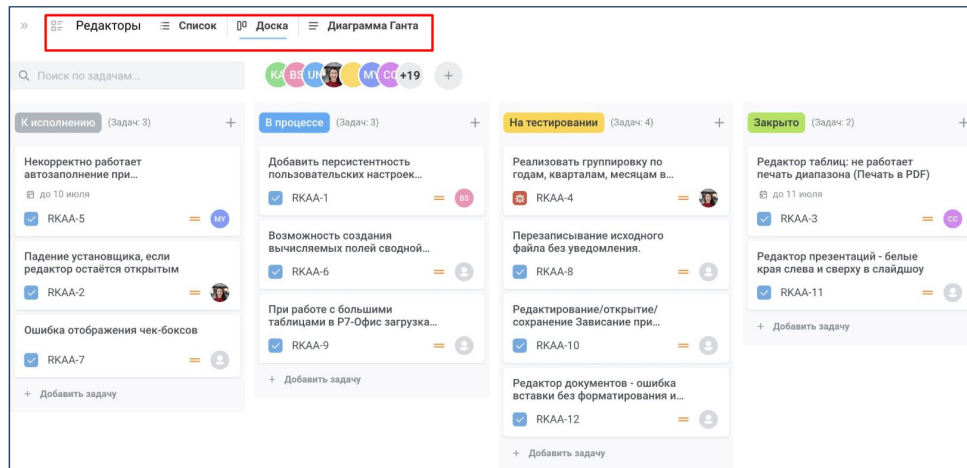 Редакторы Список Доска Диаграмма Ганта
Поиск по задачам...
KA BS UN MY CC +19
К исполнению (Задач: 3)
Некорректно работает
автозаполнение при...
до 10 июля
RKAA-5 MY
Падение установщика, если
редактор остаётся открытым
RKAA-2
Ошибка отображения чек-боксов
RKAA-7
+ Добавить задачу
В процессе (Задач: 3)
Добавить персистентность
пользовательских настроек...
RKAA-1 BS
Возможность создания
вычисляемых полей сводной...
RKAA-6
При работе с большими
таблицами в Р7-Офис загрузка...
RKAA-9
+ Добавить задачу
На тестировании (Задач: 4)
Реализовать группировку по
годам, кварталам, месяцам в...
RKAA-4
Перезаписывание исходного
файла без уведомления.
RKAA-8
Редактирование/открытие/
сохранение Зависание при...
RKAA-10
Редактор документов - ошибка
вставки без форматирования и...
RKAA-12
+ Добавить задачу
Закрыто (Задач: 2)
Редактор таблиц: не работает
печать диапазона (Печать в PDF)
до 11 июля
RKAA-3 CC
Редактор презентаций - белые
края слева и сверху в слайдшоу
RKAA-11
+ Добавить задачу